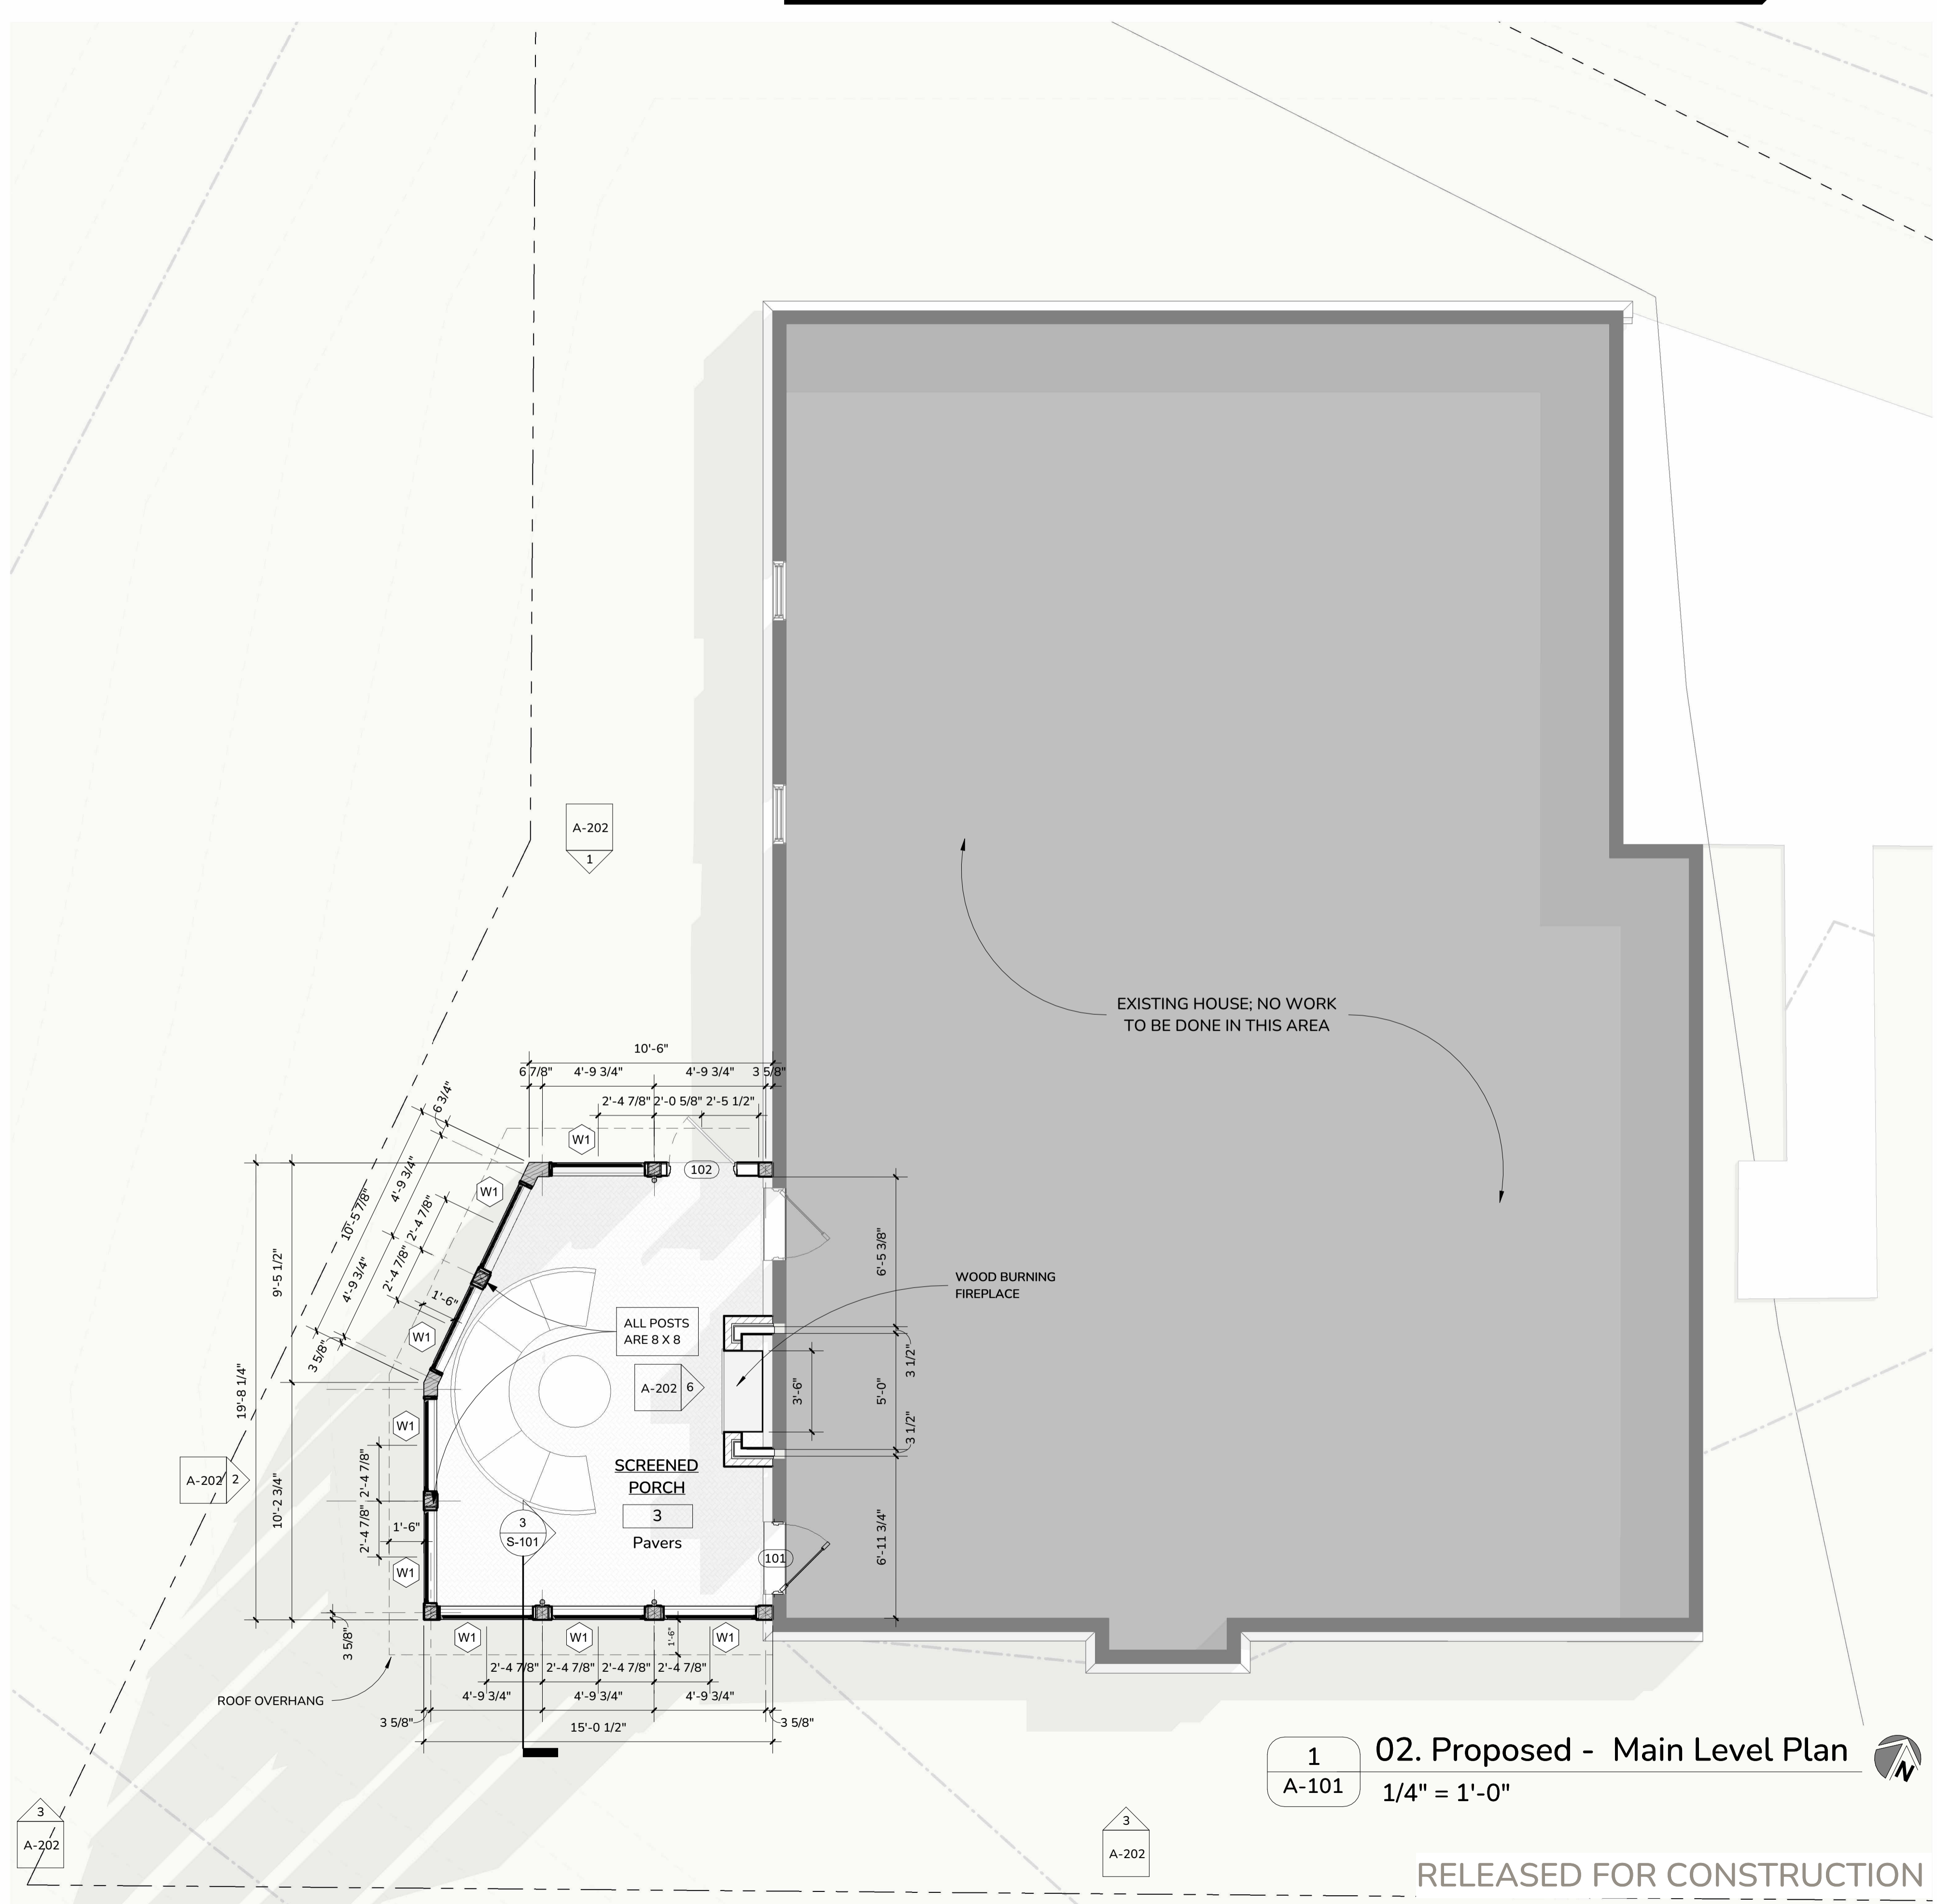 A-202
1
10'-6"
6 7/8"
4'-9 3/4"
4'-9 3/4"
3 5/8"
2'-4 7/8"
2'-0 5/8"
2'-5 1/2"
W1
102
6 3/4"
4'-9 3/4"
10'-5 7/8"
2'-4 7/8"
W1
4'-9 3/4"
2'-4 7/8"
1'-6"
W1
3 5/8"
9'-5 1/2"
19'-8 1/4"
10'-2 3/4"
EXISTING HOUSE; NO WORK
TO BE DONE IN THIS AREA
6'-5 3/8"
WOOD BURNING
FIREPLACE
ALL POSTS
ARE 8 X 8
A-202
6
3'-6"
5'-0"
3 1/2"
3 1/2"
6'-11 3/4"
W1
A-202
2
2'-4 7/8"
2'-4 7/8"
1'-6"
W1
SCREENED
PORCH
3
Pavers
3
S-101
101
3 5/8"
W1
W1
1'-6"
W1
2'-4 7/8"
2'-4 7/8"
2'-4 7/8"
2'-4 7/8"
ROOF OVERHANG
4'-9 3/4"
4'-9 3/4"
4'-9 3/4"
3 5/8"
15'-0 1/2"
3 5/8"
1
A-101
02. Proposed - Main Level Plan
1/4" = 1'-0"
N
3
A-202
3
A-202
RELEASED FOR CONSTRUCTION